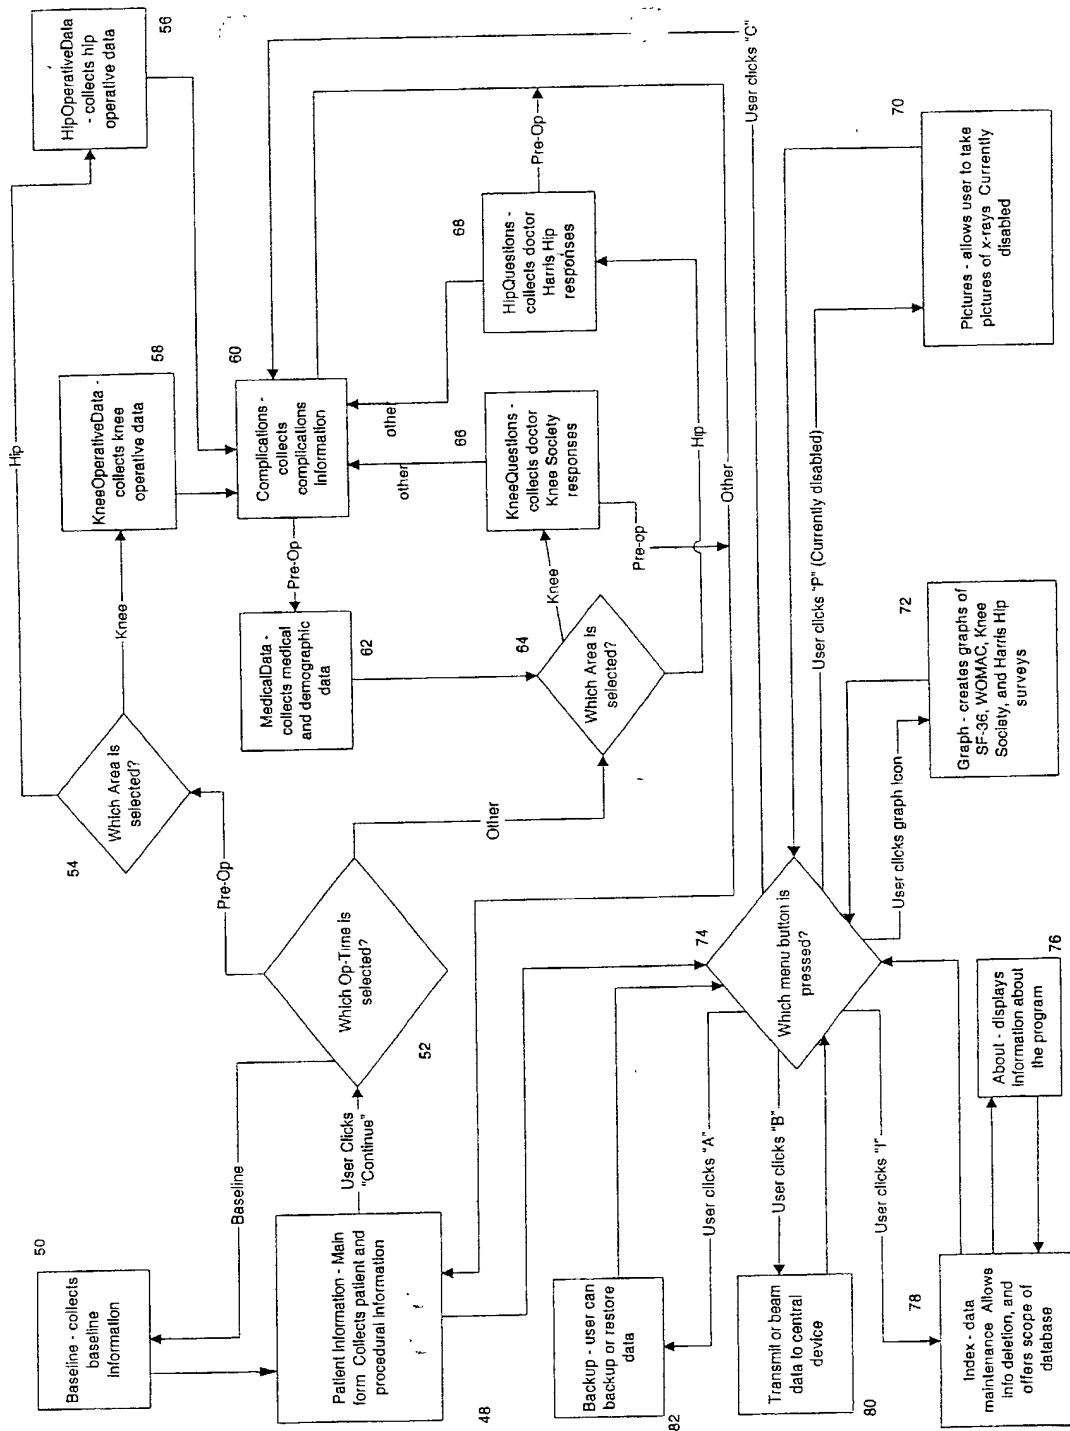 50
Baseline - collects
baseline
information
Baseline
Patient Information - Main
form Collects patient and
procedural Information
48
User Clicks
"Continue"
Which Op-Time is
selected?
52
Pre-Op
Other
Which Area is
selected?
54
Hip
Knee
HipOperativeData
- collects hip
operative data
56
KneeOperativeData -
collects knee
operative data
58
Complications -
collects
complications
Information
60
Pre-Op
MedicalData -
collects medical
and demographic
data
62
Which Area is
selected?
64
Knee
Hip
KneeQuestions -
collects doctor
Knee Society
responses
66
other
Pre-op
HipQuestions -
collects doctor
Harris Hip
responses
68
other
Pre-Op
Other
User clicks "C"
Which menu button is
pressed?
74
User clicks "A"
Backup - user can
backup or restore
data
82
User clicks "B"
Transmit or beam
data to central
device
80
User clicks "I"
Index - data
maintenance Allows
info deletion, and
offers scope of
database
78
About - displays
information about
the program
76
User clicks graph icon
Graph - creates graphs of
SF-36, WOMAC, Knee
Society, and Harris Hip
surveys
72
User clicks "P" (Currently disabled)
Pictures - allows user to take
pictures of x-rays Currently
disabled
70